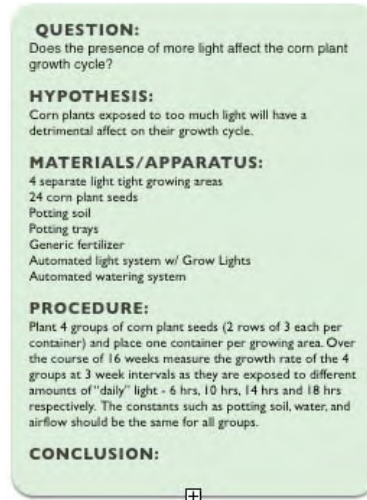 QUESTION:
Does the presence of more light affect the corn plant
growth cycle?
HYPOTHESIS:
Corn plants exposed to too much light will have a
detrimental affect on their growth cycle.
MATERIALS/APPARATUS:
4 separate light tight growing areas
24 corn plant seeds
Potting soil
Potting trays
Generic fertilizer
Automated light system w/ Grow Lights
Automated watering system
PROCEDURE:
Plant 4 groups of corn plant seeds (2 rows of 3 each per
container) and place one container per growing area. Over
the course of 16 weeks measure the growth rate of the 4
groups at 3 week intervals as they are exposed to different
amounts of "daily" light - 6 hrs, 10 hrs, 14 hrs and 18 hrs
respectively. The constants such as potting soil, water, and
airflow should be the same for all groups.
CONCLUSION: